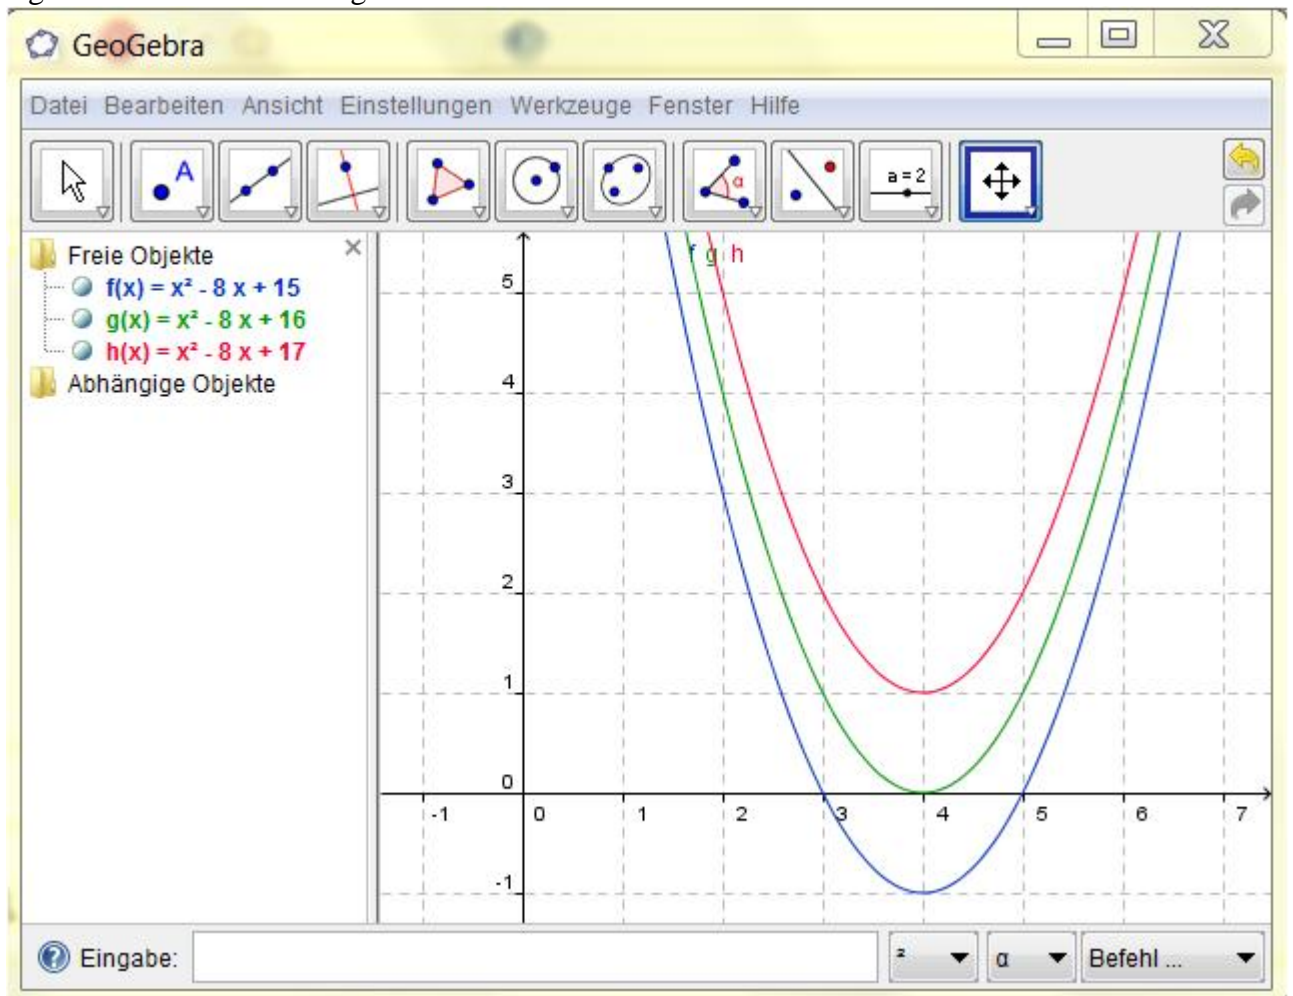 GeoGebra
Datei Bearbeiten Ansicht Einstellungen Werkzeuge Fenster Hilfe
A
α
a = 2
Freie Objekte
f(x) = x² - 8 x + 15
g(x) = x² - 8 x + 16
h(x) = x² - 8 x + 17
Abhängige Objekte
f g h
5
4
3
2
1
0
-1 0 1 2 3 4 5 6 7
-1
Eingabe: ² α Befehl ...